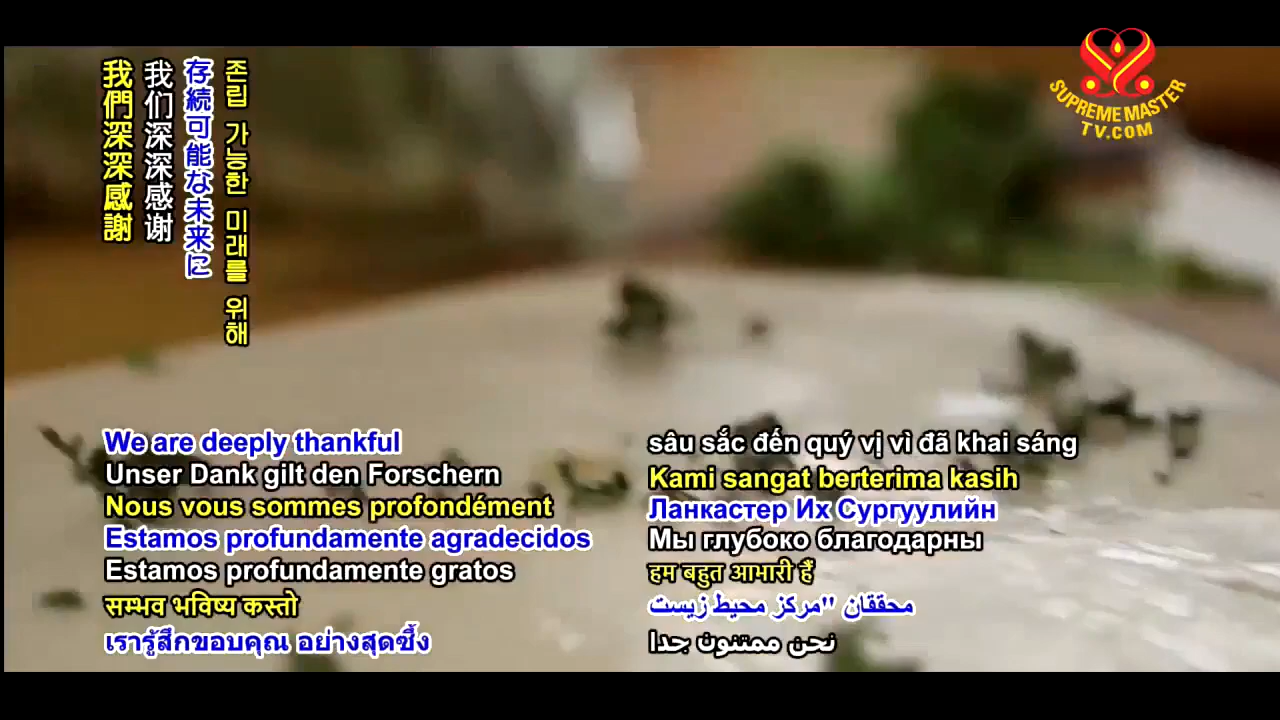 我們深深感謝
我们深深感谢
存続可能な未来に
존립 가능한 미래를 위해
SUPREME MASTER
TV.COM
We are deeply thankful
Unser Dank gilt den Forschern
Nous vous sommes profondément
Estamos profundamente agradecidos
Estamos profundamente gratos
सम्भव भविष्य कस्तो
เรารู้สึกขอบคุณ อย่างสุดซึ้ง
sâu sắc đến quý vị vì đã khai sáng
Kami sangat berterima kasih
Ланкастер Их Сургуулийн
Мы глубоко благодарны
हम बहुत आभारी हैं
محققان "مرکز محیط زیست
نحن ممتنون جدا